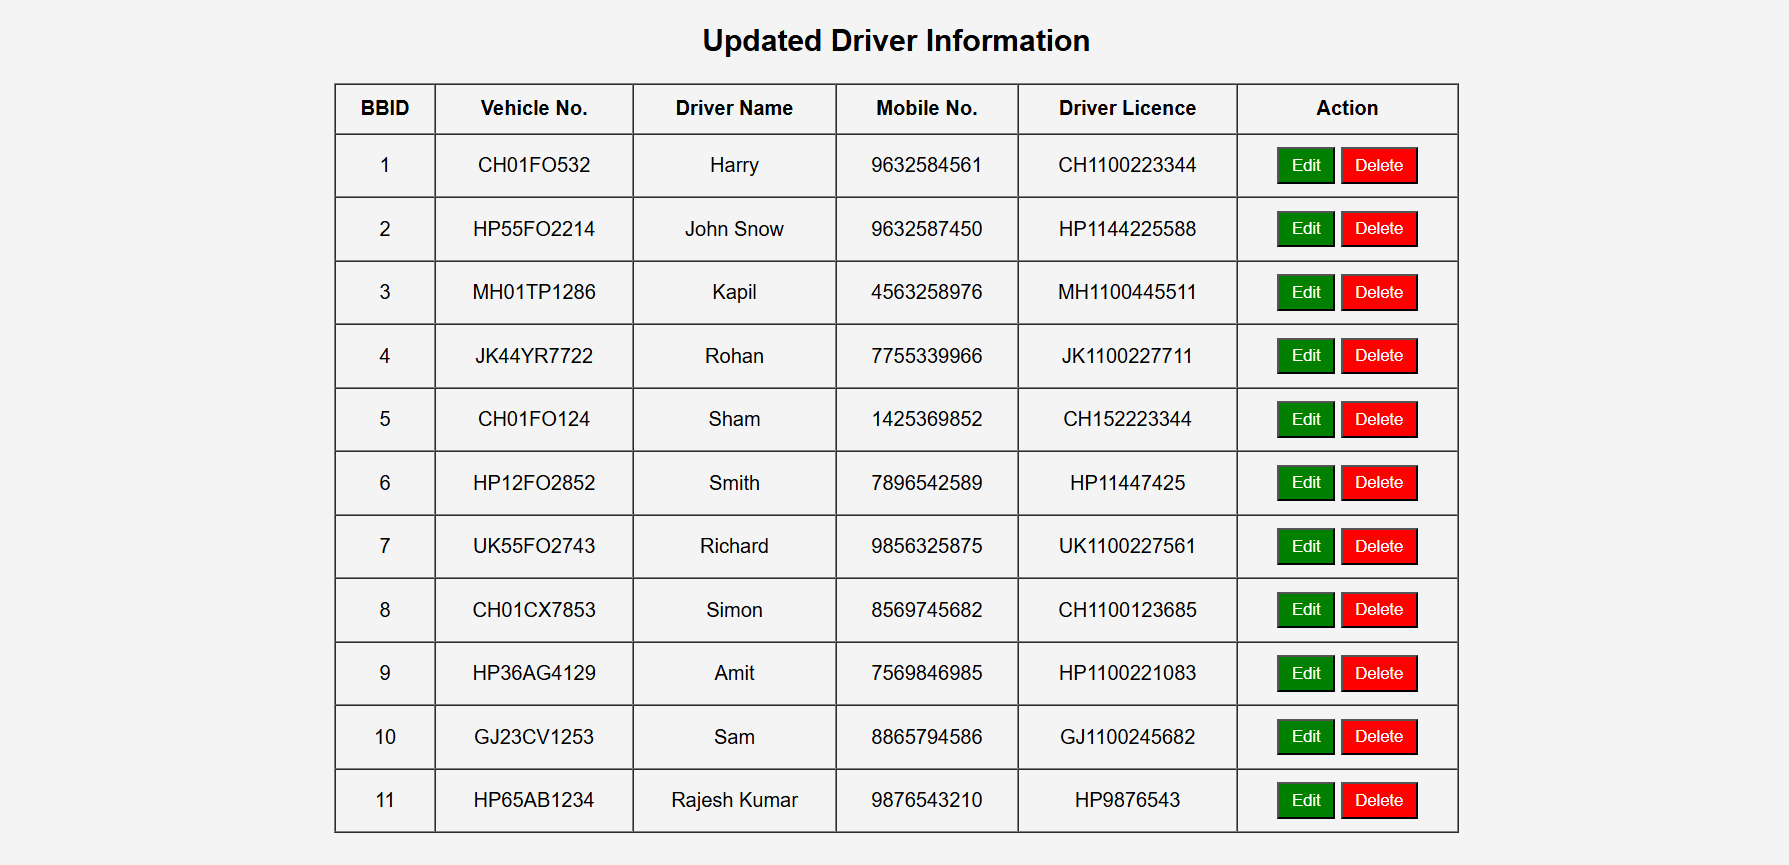 Updated Driver Information
BBID Vehicle No. Driver Name Mobile No. Driver Licence Action
1 CH01FO532 Harry 9632584561 CH1100223344 Edit Delete
2 HP55FO2214 John Snow 9632587450 HP1144225588 Edit Delete
3 MH01TP1286 Kapil 4563258976 MH1100445511 Edit Delete
4 JK44YR7722 Rohan 7755339966 JK1100227711 Edit Delete
5 CH01FO124 Sham 1425369852 CH152223344 Edit Delete
6 HP12FO2852 Smith 7896542589 HP11447425 Edit Delete
7 UK55FO2743 Richard 9856325875 UK1100227561 Edit Delete
8 CH01CX7853 Simon 8569745682 CH1100123685 Edit Delete
9 HP36AG4129 Amit 7569846985 HP1100221083 Edit Delete
10 GJ23CV1253 Sam 8865794586 GJ1100245682 Edit Delete
11 HP65AB1234 Rajesh Kumar 9876543210 HP9876543 Edit Delete